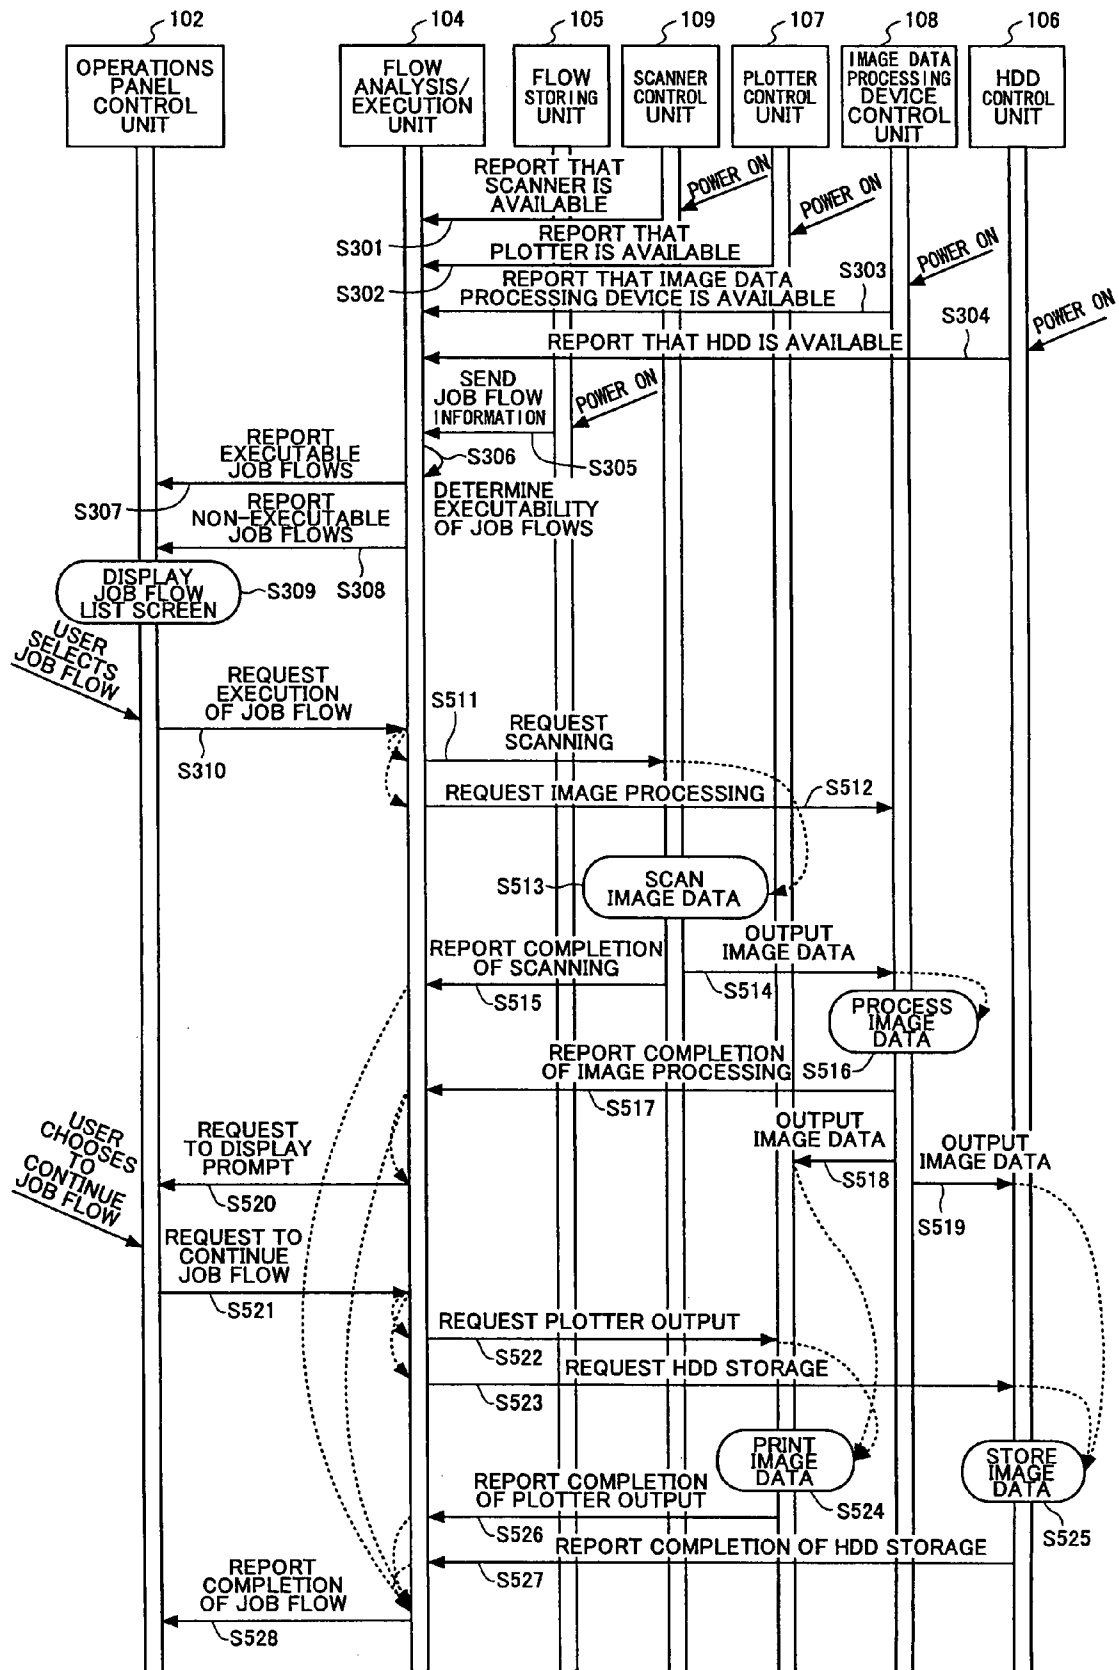 102
104
105
109
107
108
106
OPERATIONS
PANEL
CONTROL
UNIT
FLOW
ANALYSIS/
EXECUTION
UNIT
FLOW
STORING
UNIT
SCANNER
CONTROL
UNIT
PLOTTER
CONTROL
UNIT
IMAGE DATA
PROCESSING
DEVICE
CONTROL
UNIT
HDD
CONTROL
UNIT
REPORT THAT
SCANNER IS
AVAILABLE
POWER ON
S301
REPORT THAT
PLOTTER IS AVAILABLE
POWER ON
S302
REPORT THAT IMAGE DATA
PROCESSING DEVICE IS AVAILABLE
S303
POWER ON
REPORT THAT HDD IS AVAILABLE
S304
POWER ON
SEND
JOB FLOW
INFORMATION
POWER ON
S305
S306
DETERMINE
EXECUTABILITY
OF JOB FLOWS
REPORT
EXECUTABLE
JOB FLOWS
S307
REPORT
NON-EXECUTABLE
JOB FLOWS
S308
DISPLAY
JOB FLOW
LIST SCREEN
S309
USER
SELECTS
JOB FLOW
REQUEST
EXECUTION
OF JOB FLOW
S310
S511
REQUEST
SCANNING
REQUEST IMAGE PROCESSING
S512
S513
SCAN
IMAGE DATA
REPORT COMPLETION
OF SCANNING
S515
OUTPUT
IMAGE DATA
S514
PROCESS
IMAGE
DATA
S516
REPORT COMPLETION
OF IMAGE PROCESSING
S517
OUTPUT
IMAGE DATA
S518
OUTPUT
IMAGE DATA
S519
USER
CHOOSES
TO
CONTINUE
JOB FLOW
REQUEST
TO DISPLAY
PROMPT
S520
REQUEST TO
CONTINUE
JOB FLOW
S521
REQUEST PLOTTER OUTPUT
S522
REQUEST HDD STORAGE
S523
PRINT
IMAGE
DATA
S524
STORE
IMAGE
DATA
S525
REPORT COMPLETION
OF PLOTTER OUTPUT
S526
REPORT COMPLETION OF HDD STORAGE
S527
REPORT
COMPLETION
OF JOB FLOW
S528